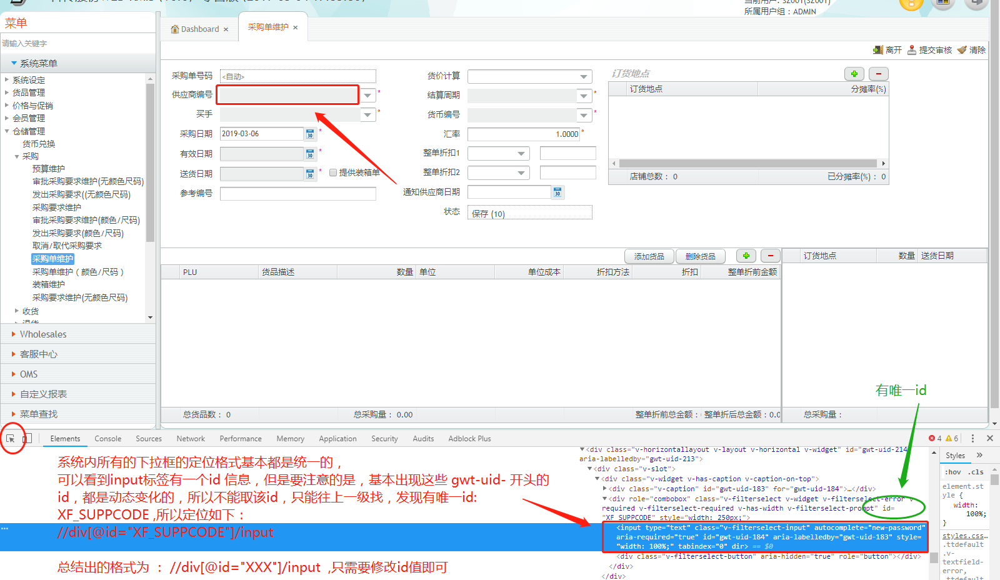 当前用户: SZ001(SZ001)
所属用户组：ADMIN
菜单
Dashboard ×
采购单维护 ×
请输入关键字
离开 提交审核 清除
系统菜单
系统设定
货品管理
价格与促销
会员管理
仓储管理
货币兑换
采购
预算维护
审批采购要求维护(无颜色尺码)
发出采购要求((无颜色尺码)
采购要求维护
审批采购要求维护(颜色/尺码)
发出采购要求(颜色/尺码)
取消/取代采购要求
采购单维护
采购单维护 ( 颜色/尺码 )
装箱维护
采购要求维护(无颜色尺码)
收货
Wholesales
客服中心
OMS
自定义报表
菜单查找
采购单号码 <自动>
供应商编号 *
买手 *
采购日期 2019-03-06 30 *
有效日期 30 *
送货日期 30 * 提供装箱单
参考编号
货价计算
结算周期 *
货币编号 *
汇率 1.0000 *
整单折扣1
整单折扣2
通知供应商日期 30
状态 保存 (10)
订货地点
订货地点 分摊率(%)
店铺总数： 0 已分摊率(%)： 0
添加货品 删除货品
PLU 货品描述 数量 单位 单位成本 折扣方法 折扣 整单折前金额
订货地点 数量 送货日期
总货品数： 0 总采购量： 0.00 整单折前总金额： 整单折后总金额：0.0
总采购量：
有唯一id
Elements Console Sources Network Performance Memory Application Security Audits Adblock Plus
4 6
系统内所有的下拉框的定位格式基本都是统一的，
可以看到input标签有一个id 信息，但是要注意的是，基本出现这些 gwt-uid- 开头的
id，都是动态变化的，所以不能取该id，只能往上一级找，发现有唯一id:
XF_SUPPCODE ,所以定位如下：
//div[@id="XF_SUPPCODE"]/input
总结出的格式为 ： //div[@id="XXX"]/input ,只需要修改id值即可
<div class="v-horizontallayout v-layout v-horizontal v-widget" id="gwt-uid-214
aria-labelledby="gwt-uid-213">
<div class="v-slot">
<div class="v-widget v-has-caption v-caption-on-top">
<div class="v-caption" id="gwt-uid-183" for="gwt-uid-184">…</div>
<div role="combobox" class="v-filterselect v-widget v-filterselect-error v-
required v-filterselect-required v-has-width v-filterselect-prompt" id=
"XF_SUPPCODE" style="width: 250px;">
<input type="text" class="v-filterselect-input" autocomplete="new-password"
aria-required="true" id="gwt-uid-184" aria-labelledby="gwt-uid-183" style=
"width: 100%;" tabindex="0" dir> == $0
<div class="v-filterselect-button" aria-hidden="true" role="button"></div>
</div>
</div>
Styles »
:hov .cls
element.st
yle {
width:
100%;
}
styles.css…
.ttdefault
.v-
textfield-
error,
.ttdefault